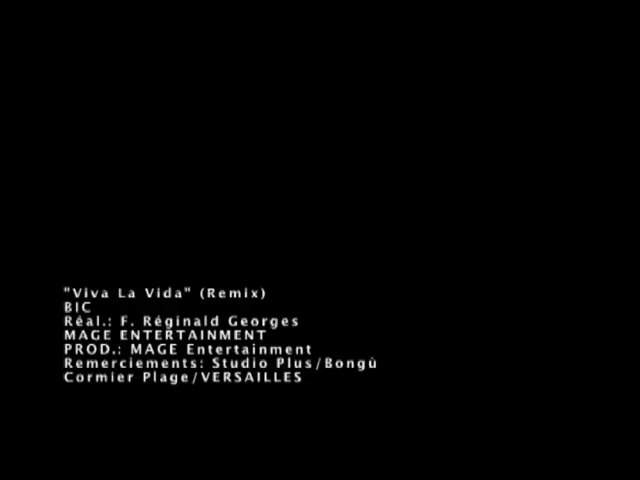 "Viva La Vida" (Remix)
BIC
Réal.: F. Réginald Georges
MAGE ENTERTAINMENT
PROD.: MAGE Entertainment
Remerciements: Studio Plus/Bongù
Cormier Plage/VERSAILLES